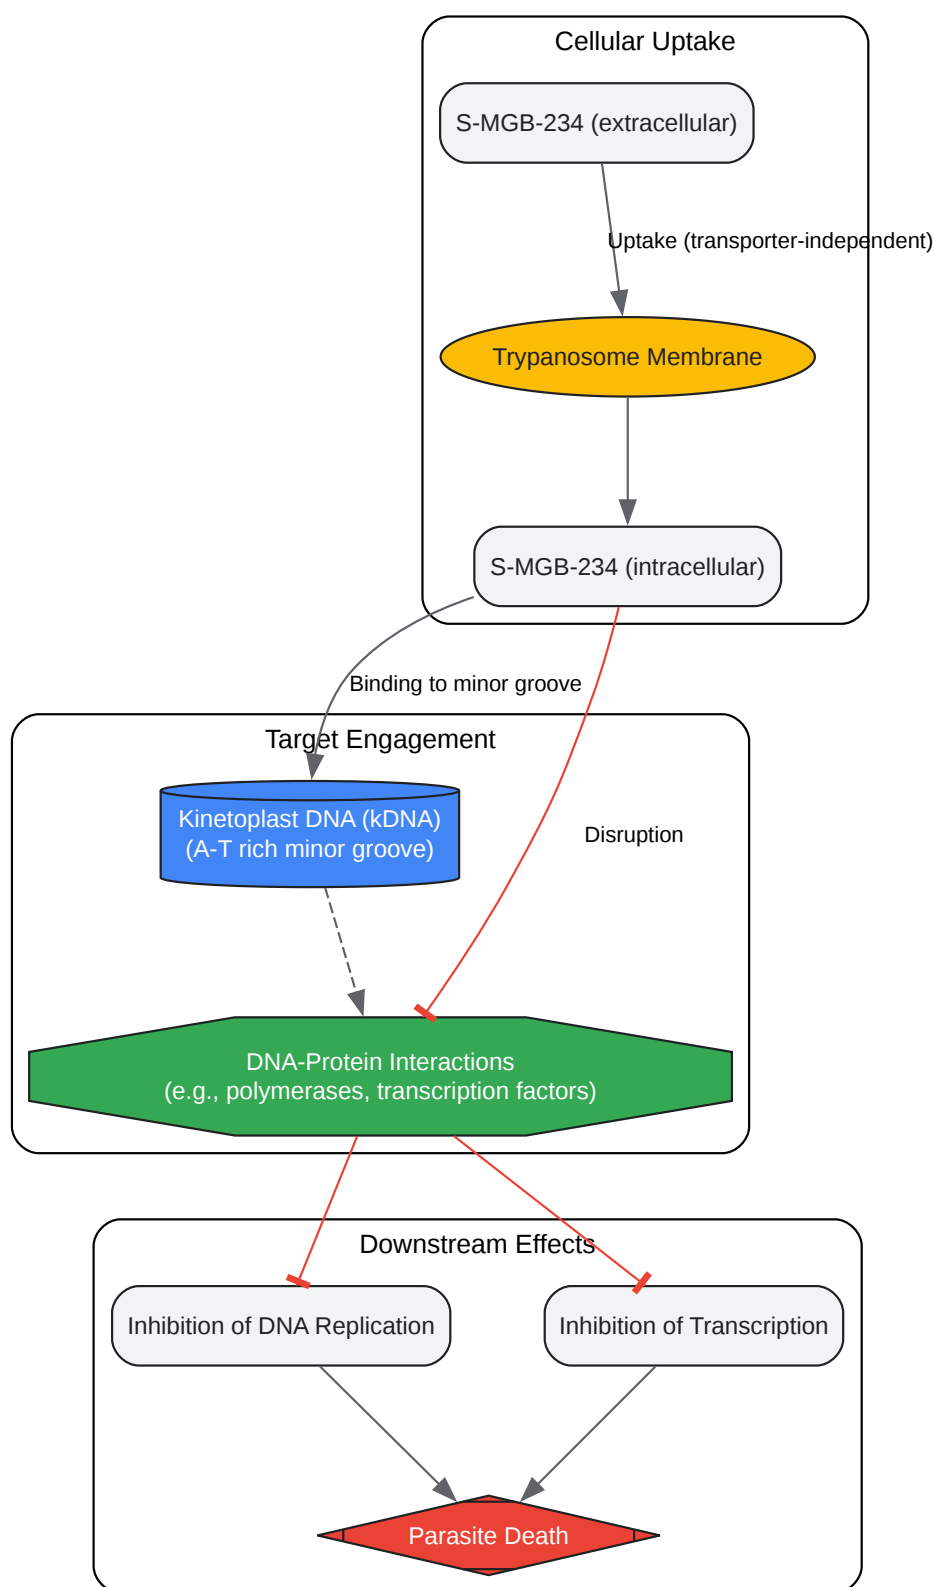 Cellular Uptake
S-MGB-234 (extracellular)
Uptake (transporter-independent)
Trypanosome Membrane
S-MGB-234 (intracellular)
Binding to minor groove
Target Engagement
Kinetoplast DNA (kDNA)
(A-T rich minor groove)
Disruption
DNA-Protein Interactions
(e.g., polymerases, transcription factors)
Downstream Effects
Inhibition of DNA Replication
Inhibition of Transcription
Parasite Death